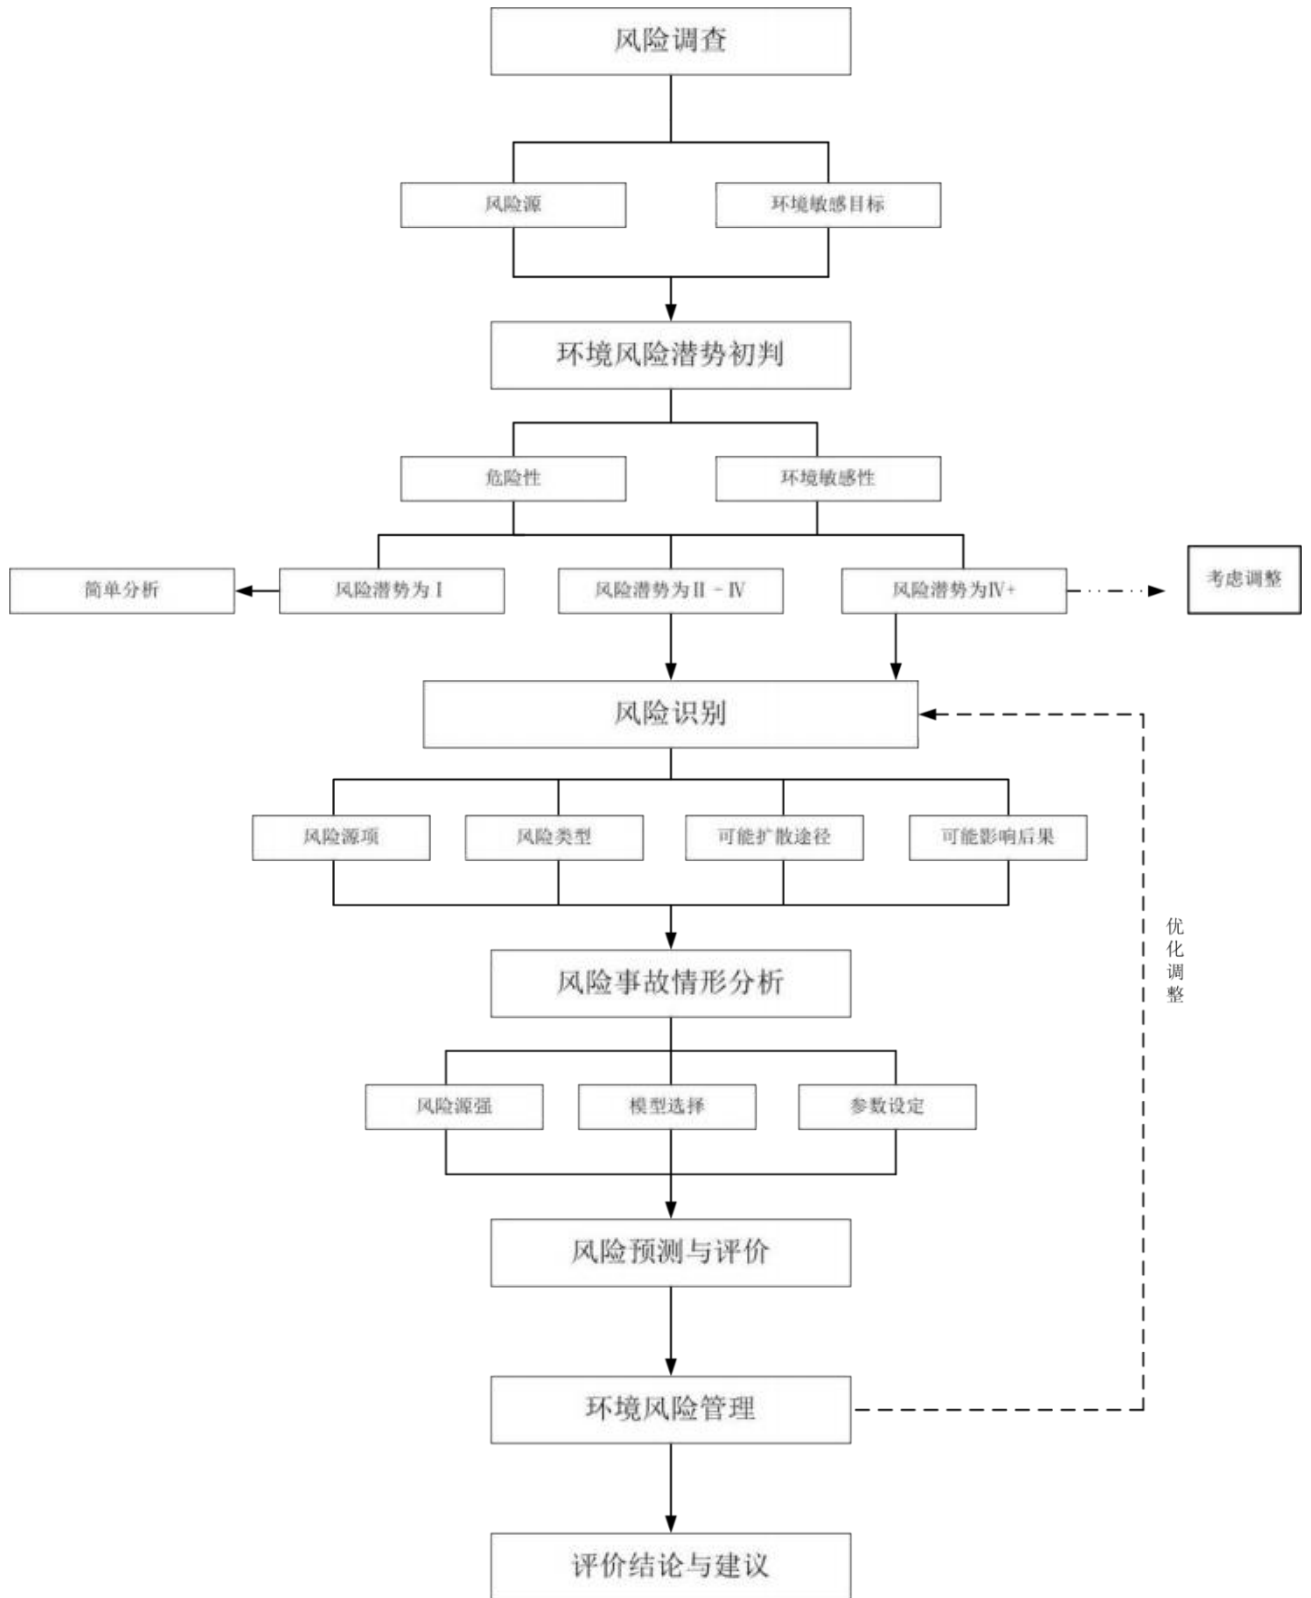 风险调查
风险源
环境敏感目标
环境风险潜势初判
危险性
环境敏感性
简单分析
风险潜势为Ⅰ
风险潜势为Ⅱ－Ⅳ
风险潜势为Ⅳ+
考虑调整
风险识别
风险源项
风险类型
可能扩散途径
可能影响后果
优化调整
风险事故情形分析
风险源强
模型选择
参数设定
风险预测与评价
环境风险管理
评价结论与建议